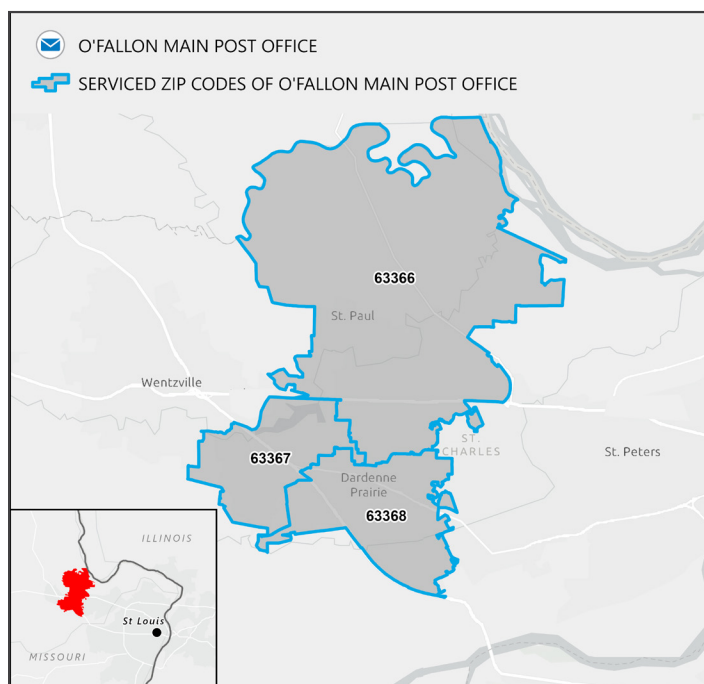 O'FALLON MAIN POST OFFICE
SERVICED ZIP CODES OF O'FALLON MAIN POST OFFICE
63366
St. Paul
Wentzville
ST.
CHARLES
St. Peters
63367
Dardenne
Prairie
63368
ILLINOIS
St Louis
MISSOURI